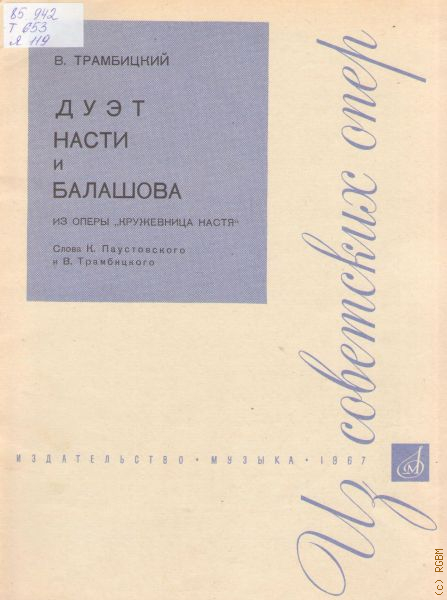 85 942
Т 653
Л 119
В. ТРАМБИЦКИЙ
ДУЭТ
НАСТИ
И
БАЛАШОВА
ИЗ ОПЕРЫ „КРУЖЕВНИЦА НАСТЯ“
Слова К. Паустовского
и В. Трамбицкого
Из советских опер
ИЗДАТЕЛЬСТВО • МУЗЫКА • 1967
(c) RGBM